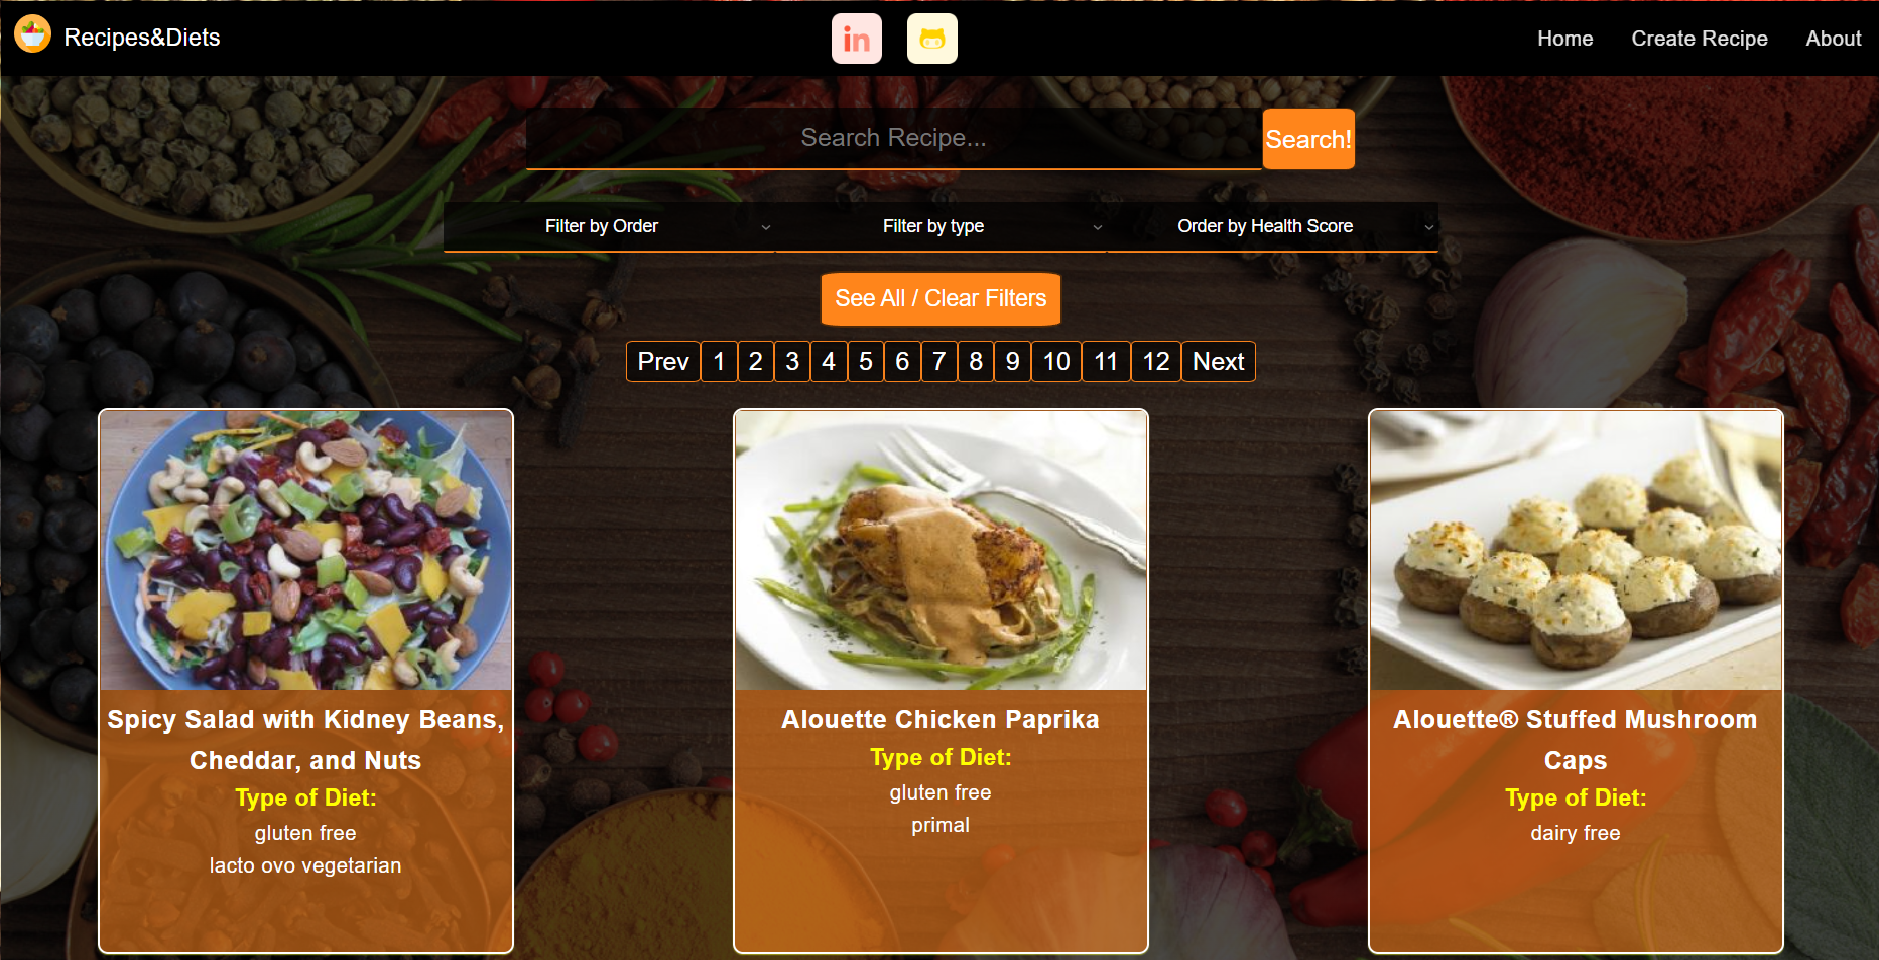 Recipes&Diets
in
Home
Create Recipe
About
Search Recipe...
Search!
Filter by Order
Filter by type
Order by Health Score
See All / Clear Filters
Prev 1 2 3 4 5 6 7 8 9 10 11 12 Next
Spicy Salad with Kidney Beans,
Cheddar, and Nuts
Type of Diet:
gluten free
lacto ovo vegetarian
Alouette Chicken Paprika
Type of Diet:
gluten free
primal
Alouette® Stuffed Mushroom
Caps
Type of Diet:
dairy free